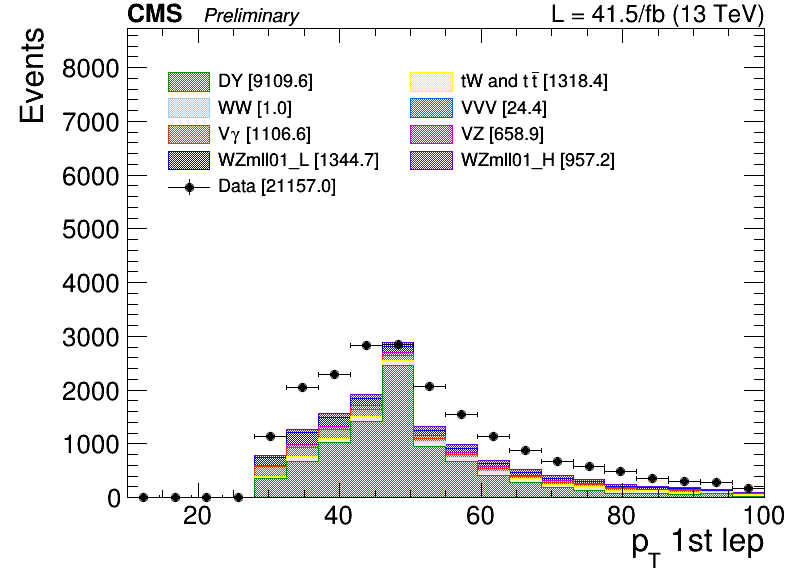 CMS Preliminary L = 41.5/fb (13 TeV)
Events
8000
7000
6000
5000
4000
3000
2000
1000
0
DY [9109.6]
tW and tt̄ [1318.4]
WW [1.0]
VVV [24.4]
Vγ [1106.6]
VZ [658.9]
WZmll01_L [1344.7]
WZmll01_H [957.2]
Data [21157.0]
20 40 60 80 100
p_T 1st lep